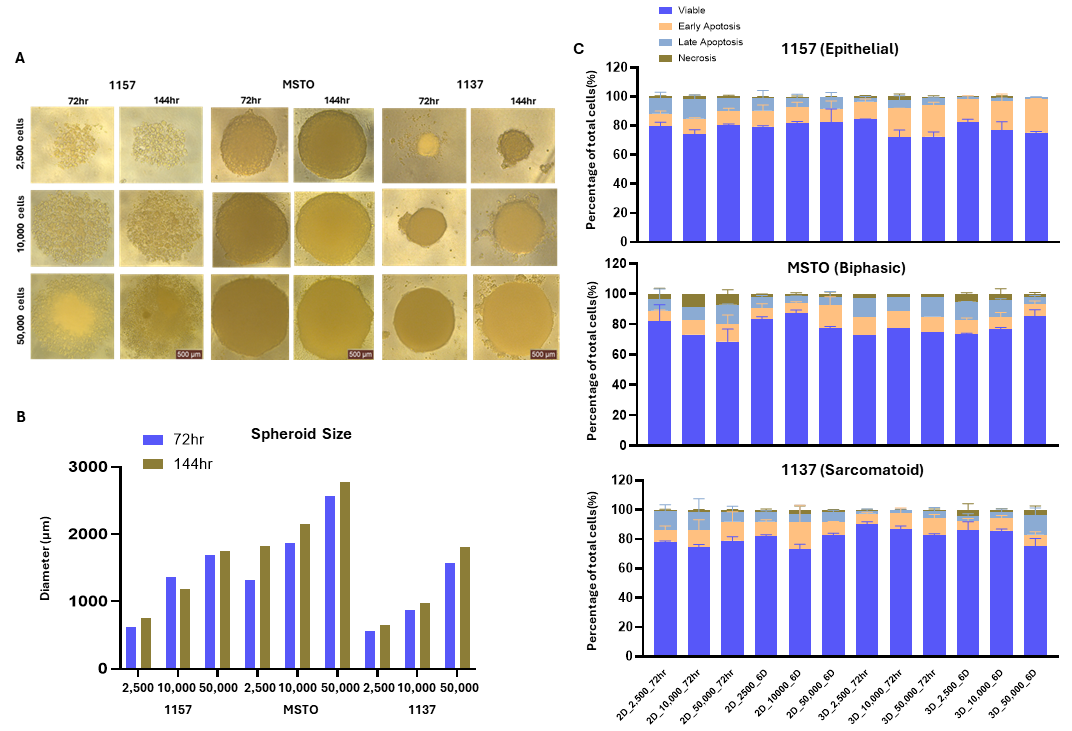 A
1157
MSTO
1137
72hr
144hr
72hr
144hr
72hr
144hr
2,500 cells
10,000 cells
50,000 cells
500 µm
500 µm
500 µm
B
Spheroid Size
72hr
144hr
Diameter (µm)
3000
2000
1000
0
2,500 10,000 50,000 2,500 10,000 50,000 2,500 10,000 50,000
1157
MSTO
1137
C
Viable
Early Apotosis
Late Apoptosis
Necrosis
1157 (Epithelial)
Percentage of total cells(%)
120
100
80
60
40
20
0
MSTO (Biphasic)
Percentage of total cells(%)
120
100
80
60
40
20
0
1137 (Sarcomatoid)
Percentage of total cells(%)
120
100
80
60
40
20
0
2D_2,500_72hr
2D_10,000_72hr
2D_50,000_72hr
2D_2500_6D
2D_10000_6D
2D_50,000_6D
3D_2,500_72hr
3D_10,000_72hr
3D_50,000_72hr
3D_2,500_6D
3D_10,000_6D
3D_50,000_6D